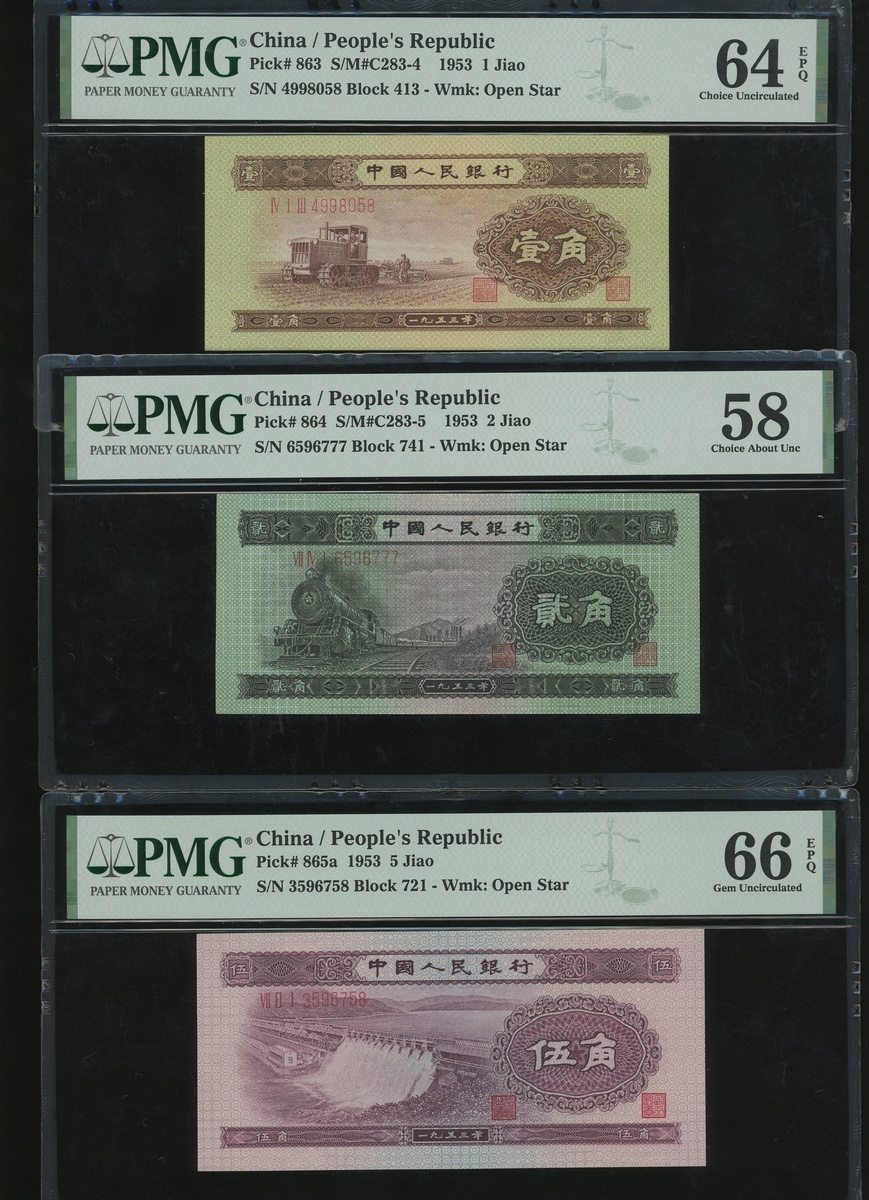 PMG®
PAPER MONEY GUARANTY
China / People's Republic
Pick# 863 S/M#C283-4 1953 1 Jiao
S/N 4998058 Block 413 - Wmk: Open Star
64 EPQ
Choice Uncirculated
壹 中國人民銀行 壹
Ⅳ Ⅰ Ⅲ 4998058
壹角
壹角 一九五三年 壹角
PMG®
PAPER MONEY GUARANTY
China / People's Republic
Pick# 864 S/M#C283-5 1953 2 Jiao
S/N 6596777 Block 741 - Wmk: Open Star
58
Choice About Unc
貳 中國人民銀行 貳
Ⅶ Ⅳ Ⅰ 6596777
貳角
貳角 一九五三年 貳角
PMG®
PAPER MONEY GUARANTY
China / People's Republic
Pick# 865a 1953 5 Jiao
S/N 3596758 Block 721 - Wmk: Open Star
66 EPQ
Gem Uncirculated
伍 中國人民銀行 伍
Ⅶ Ⅱ Ⅰ 3596758
伍角
伍角 一九五三年 伍角